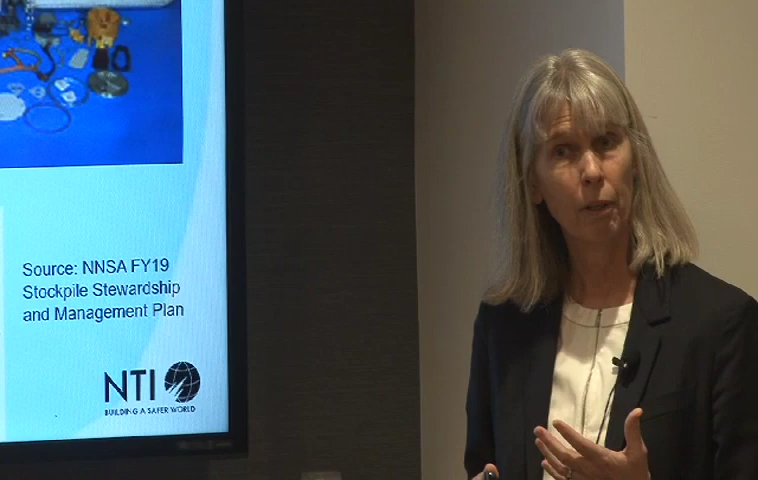 Source: NNSA FY19
Stockpile Stewardship
and Management Plan
NTI
BUILDING A SAFER WORLD